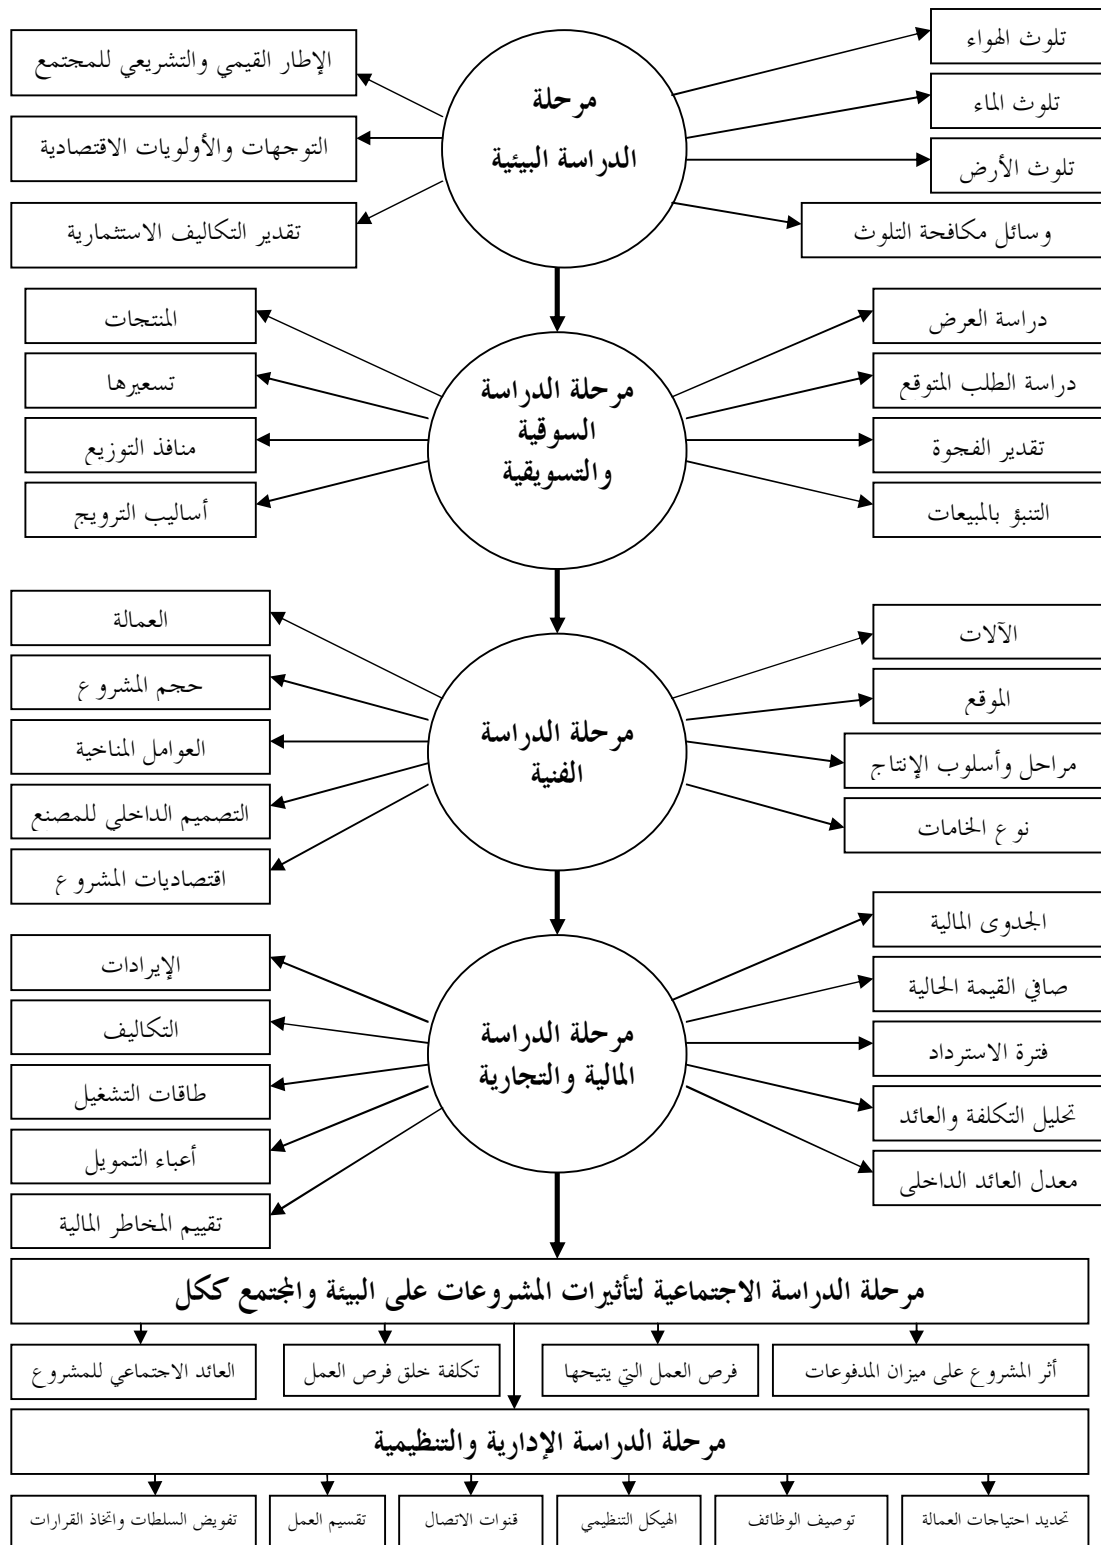 مرحلة
الدراسة البيئية
تلوث الهواء
تلوث الماء
تلوث الأرض
وسائل مكافحة التلوث
الإطار القيمي والتشريعي للمجتمع
التوجهات والأولويات الاقتصادية
تقدير التكاليف الاستثمارية
مرحلة الدراسة
السوقية
والتسويقية
دراسة العرض
دراسة الطلب المتوقع
تقدير الفجوة
التنبؤ بالمبيعات
المنتجات
تسعيرها
منافذ التوزيع
أساليب الترويج
مرحلة الدراسة
الفنية
الآلات
الموقع
مراحل وأسلوب الإنتاج
نوع الخامات
العمالة
حجم المشروع
العوامل المناخية
التصميم الداخلي للمصنع
اقتصاديات المشروع
مرحلة الدراسة
المالية والتجارية
الجدوى المالية
صافي القيمة الحالية
فترة الاسترداد
تحليل التكلفة والعائد
معدل العائد الداخلى
الإيرادات
التكاليف
طاقات التشغيل
أعباء التمويل
تقييم المخاطر المالية
مرحلة الدراسة الاجتماعية لتأثيرات المشروعات على البيئة والمجتمع ككل
أثر المشروع على ميزان المدفوعات
فرص العمل التي يتيحها
تكلفة خلق فرص العمل
العائد الاجتماعي للمشروع
مرحلة الدراسة الإدارية والتنظيمية
تحديد احتياجات العمالة
توصيف الوظائف
الهيكل التنظيمي
قنوات الاتصال
تقسيم العمل
تفويض السلطات واتخاذ القرارات